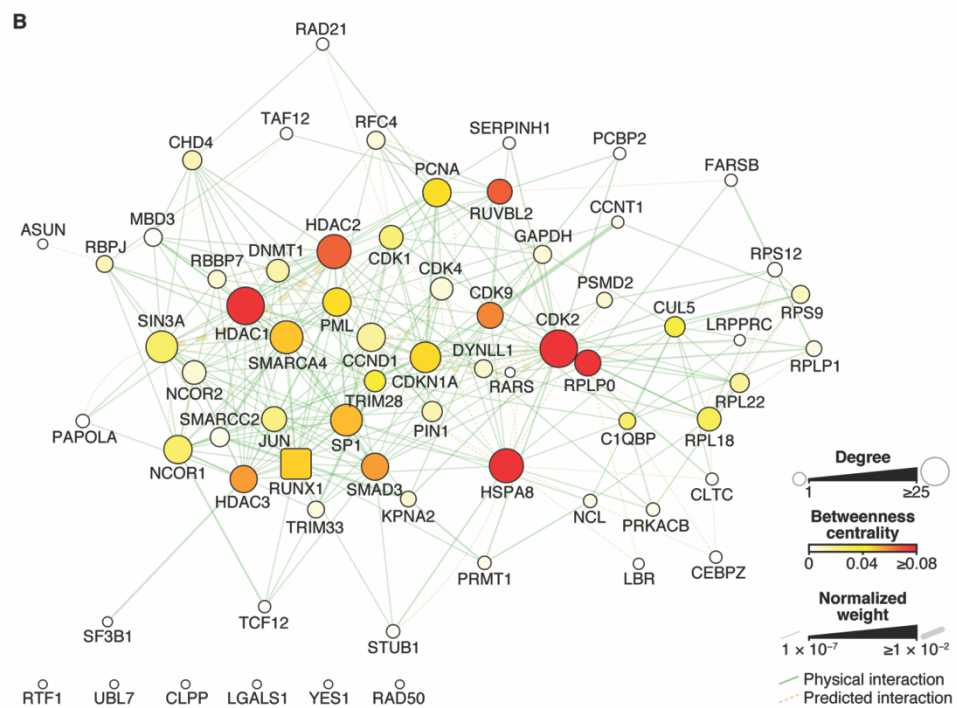 B
RAD21
TAF12
RFC4
SERPINH1
PCBP2
CHD4
PCNA
FARSB
RUVBL2
CCNT1
MBD3
ASUN
HDAC2
GAPDH
RBPJ
DNMT1
CDK1
RBBP7
CDK4
RPS12
PSMD2
CDK9
CUL5
RPS9
HDAC1
PML
CDK2
SIN3A
LRPPRC
SMARCA4
CCND1
DYNLL1
RPLP1
CDKN1A
RARS
RPLP0
NCOR2
TRIM28
RPL22
SMARCC2
PAPOLA
JUN
SP1
PIN1
C1QBP
RPL18
NCOR1
RUNX1
SMAD3
HSPA8
CLTC
HDAC3
KPNA2
NCL
PRKACB
TRIM33
PRMT1
LBR
CEBPZ
TCF12
SF3B1
STUB1
RTF1 UBL7 CLPP LGALS1 YES1 RAD50
Degree
1 ≥25
Betweenness
centrality
0 0.04 ≥0.08
Normalized
weight
1 × 10⁻⁷ ≥1 × 10⁻²
Physical interaction
Predicted interaction